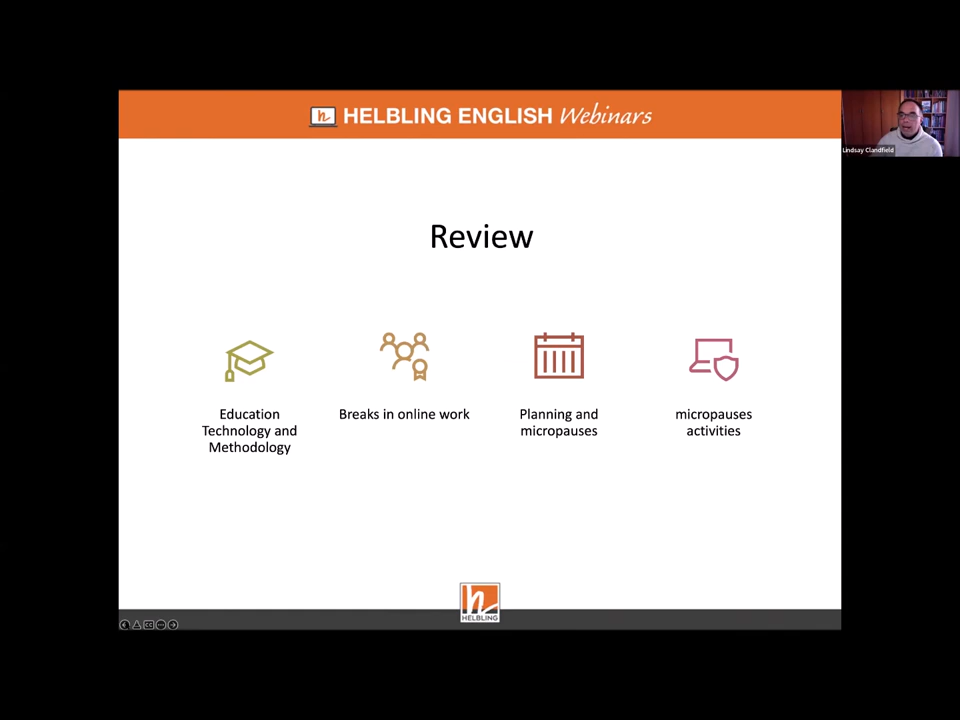 HELBLING ENGLISH Webinars
Lindsay Clandfield
Review
Education
Technology and
Methodology
Breaks in online work
Planning and
micropauses
micropauses
activities
h
HELBLING